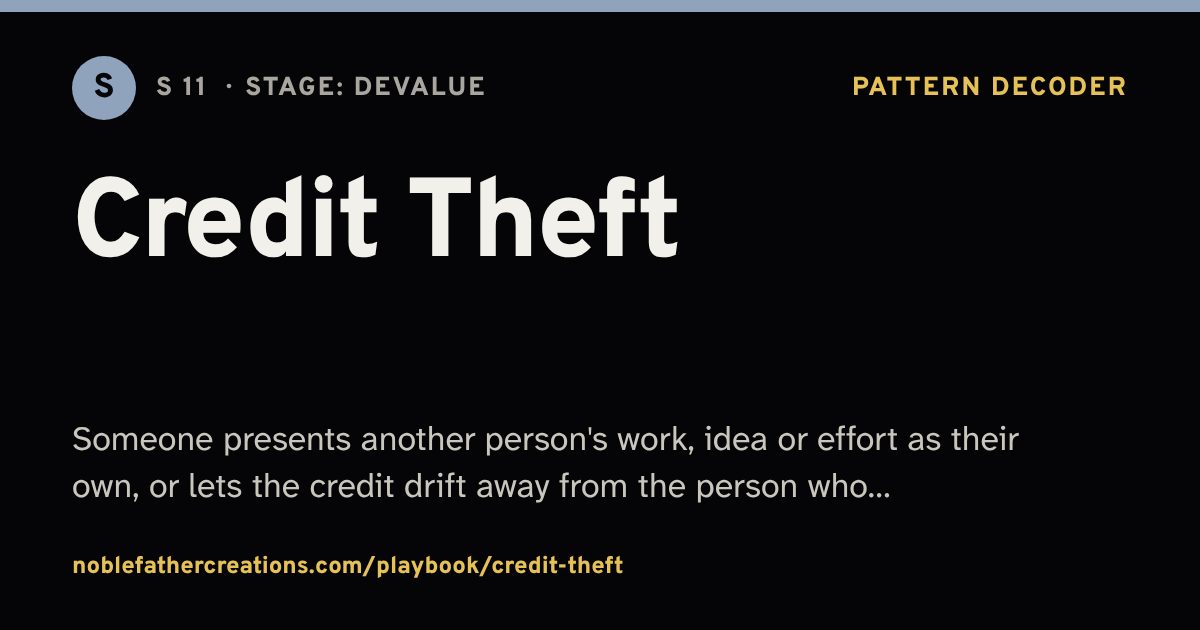 S
S 11 · STAGE: DEVALUE
PATTERN DECODER
Credit Theft
Someone presents another person's work, idea or effort as their
own, or lets the credit drift away from the person who...
noblefathercreations.com/playbook/credit-theft